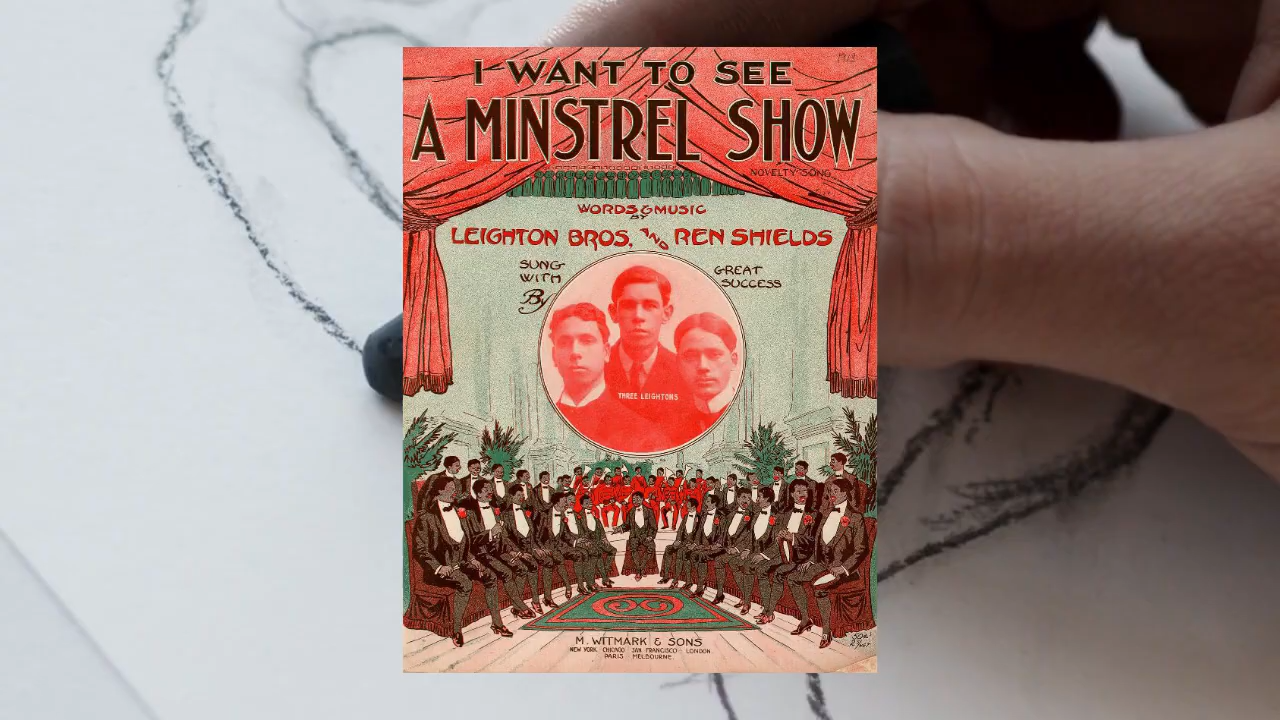 I WANT TO SEE
A MINSTREL SHOW
NOVELTY SONG
WORDS & MUSIC
BY
LEIGHTON BROS. AND REN SHIELDS
SUNG WITH By
GREAT SUCCESS
THREE LEIGHTONS
M. WITMARK & SONS
NEW YORK CHICAGO SAN FRANCISCO LONDON
PARIS MELBOURNE